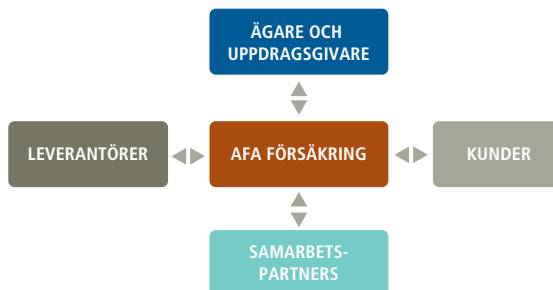 ÄGARE OCH
UPPDRAGSGIVARE
LEVERANTÖRER
AFA FÖRSÄKRING
KUNDER
SAMARBETS-
PARTNERS